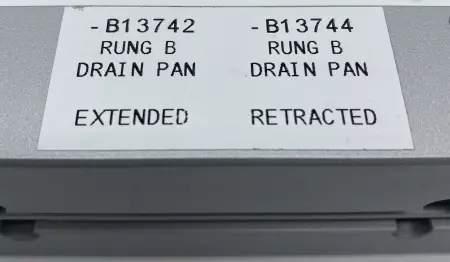 -B13742 -B13744
RUNG B RUNG B
DRAIN PAN DRAIN PAN
EXTENDED RETRACTED